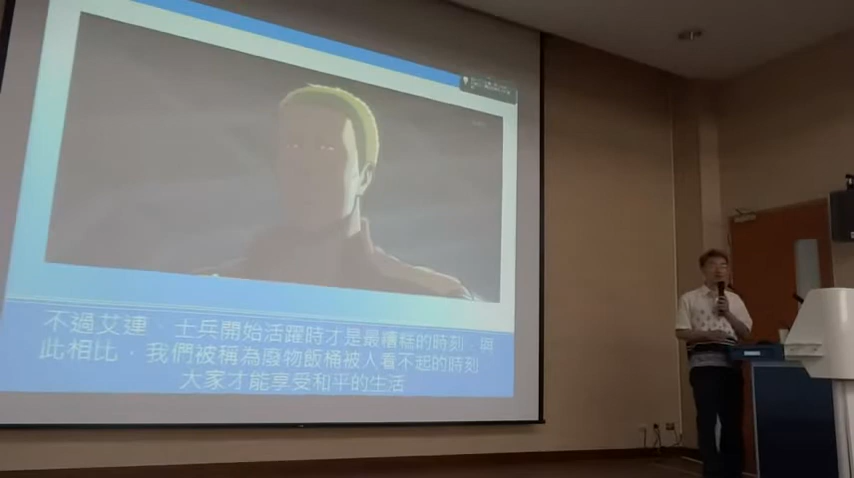 不過艾連，士兵開始活躍時才是最糟糕的時刻，與
此相比，我們被稱為廢物飯桶被人看不起的時刻
大家才能享受和平的生活